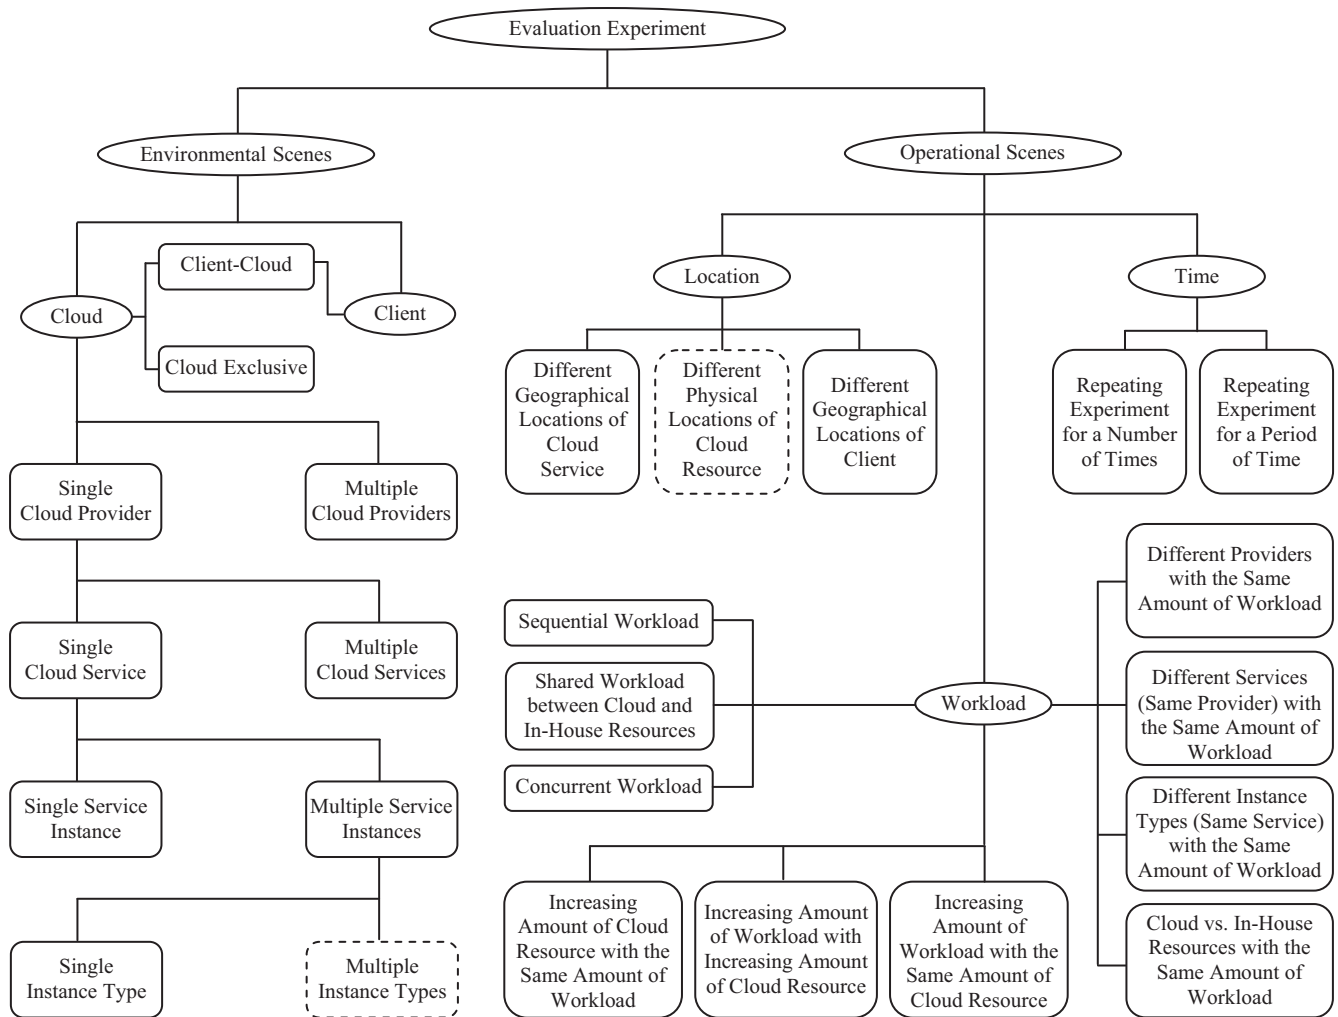 Evaluation Experiment
Environmental Scenes
Operational Scenes
Client-Cloud
Cloud
Client
Cloud Exclusive
Single
Cloud Provider
Multiple
Cloud Providers
Single
Cloud Service
Multiple
Cloud Services
Single Service
Instance
Multiple Service
Instances
Single
Instance Type
Multiple
Instance Types
Location
Time
Different
Geographical
Locations of
Cloud
Service
Different
Physical
Locations of
Cloud
Resource
Different
Geographical
Locations of
Client
Repeating
Experiment
for a Number
of Times
Repeating
Experiment
for a Period
of Time
Sequential Workload
Shared Workload
between Cloud and
In-House Resources
Concurrent Workload
Workload
Different Providers
with the Same
Amount of Workload
Different Services
(Same Provider) with
the Same Amount of
Workload
Different Instance
Types (Same Service)
with the Same
Amount of Workload
Cloud vs. In-House
Resources with the
Same Amount of
Workload
Increasing
Amount of Cloud
Resource with the
Same Amount of
Workload
Increasing Amount
of Workload with
Increasing Amount
of Cloud Resource
Increasing
Amount of
Workload with the
Same Amount of
Cloud Resource